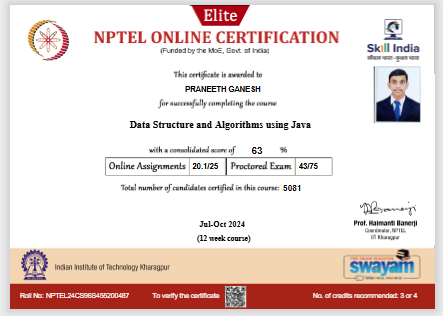 Elite
NPTEL ONLINE CERTIFICATION
(Funded by the MoE, Govt. of India)
Skill India
कौशल भारत - कुशल भारत
This certificate is awarded to
PRANEETH GANESH
for successfully completing the course
Data Structure and Algorithms using Java
with a consolidated score of 63 %
Online Assignments 20.1/25 Proctored Exam 43/75
Total number of candidates certified in this course: 5081
Prof. Haimanti Banerji
Coordinator, NPTEL
IIT Kharagpur
Jul-Oct 2024
(12 week course)
Indian Institute of Technology Kharagpur
swayam
Roll No: NPTEL24CS96S455200487 To verify the certificate No. of credits recommended: 3 or 4